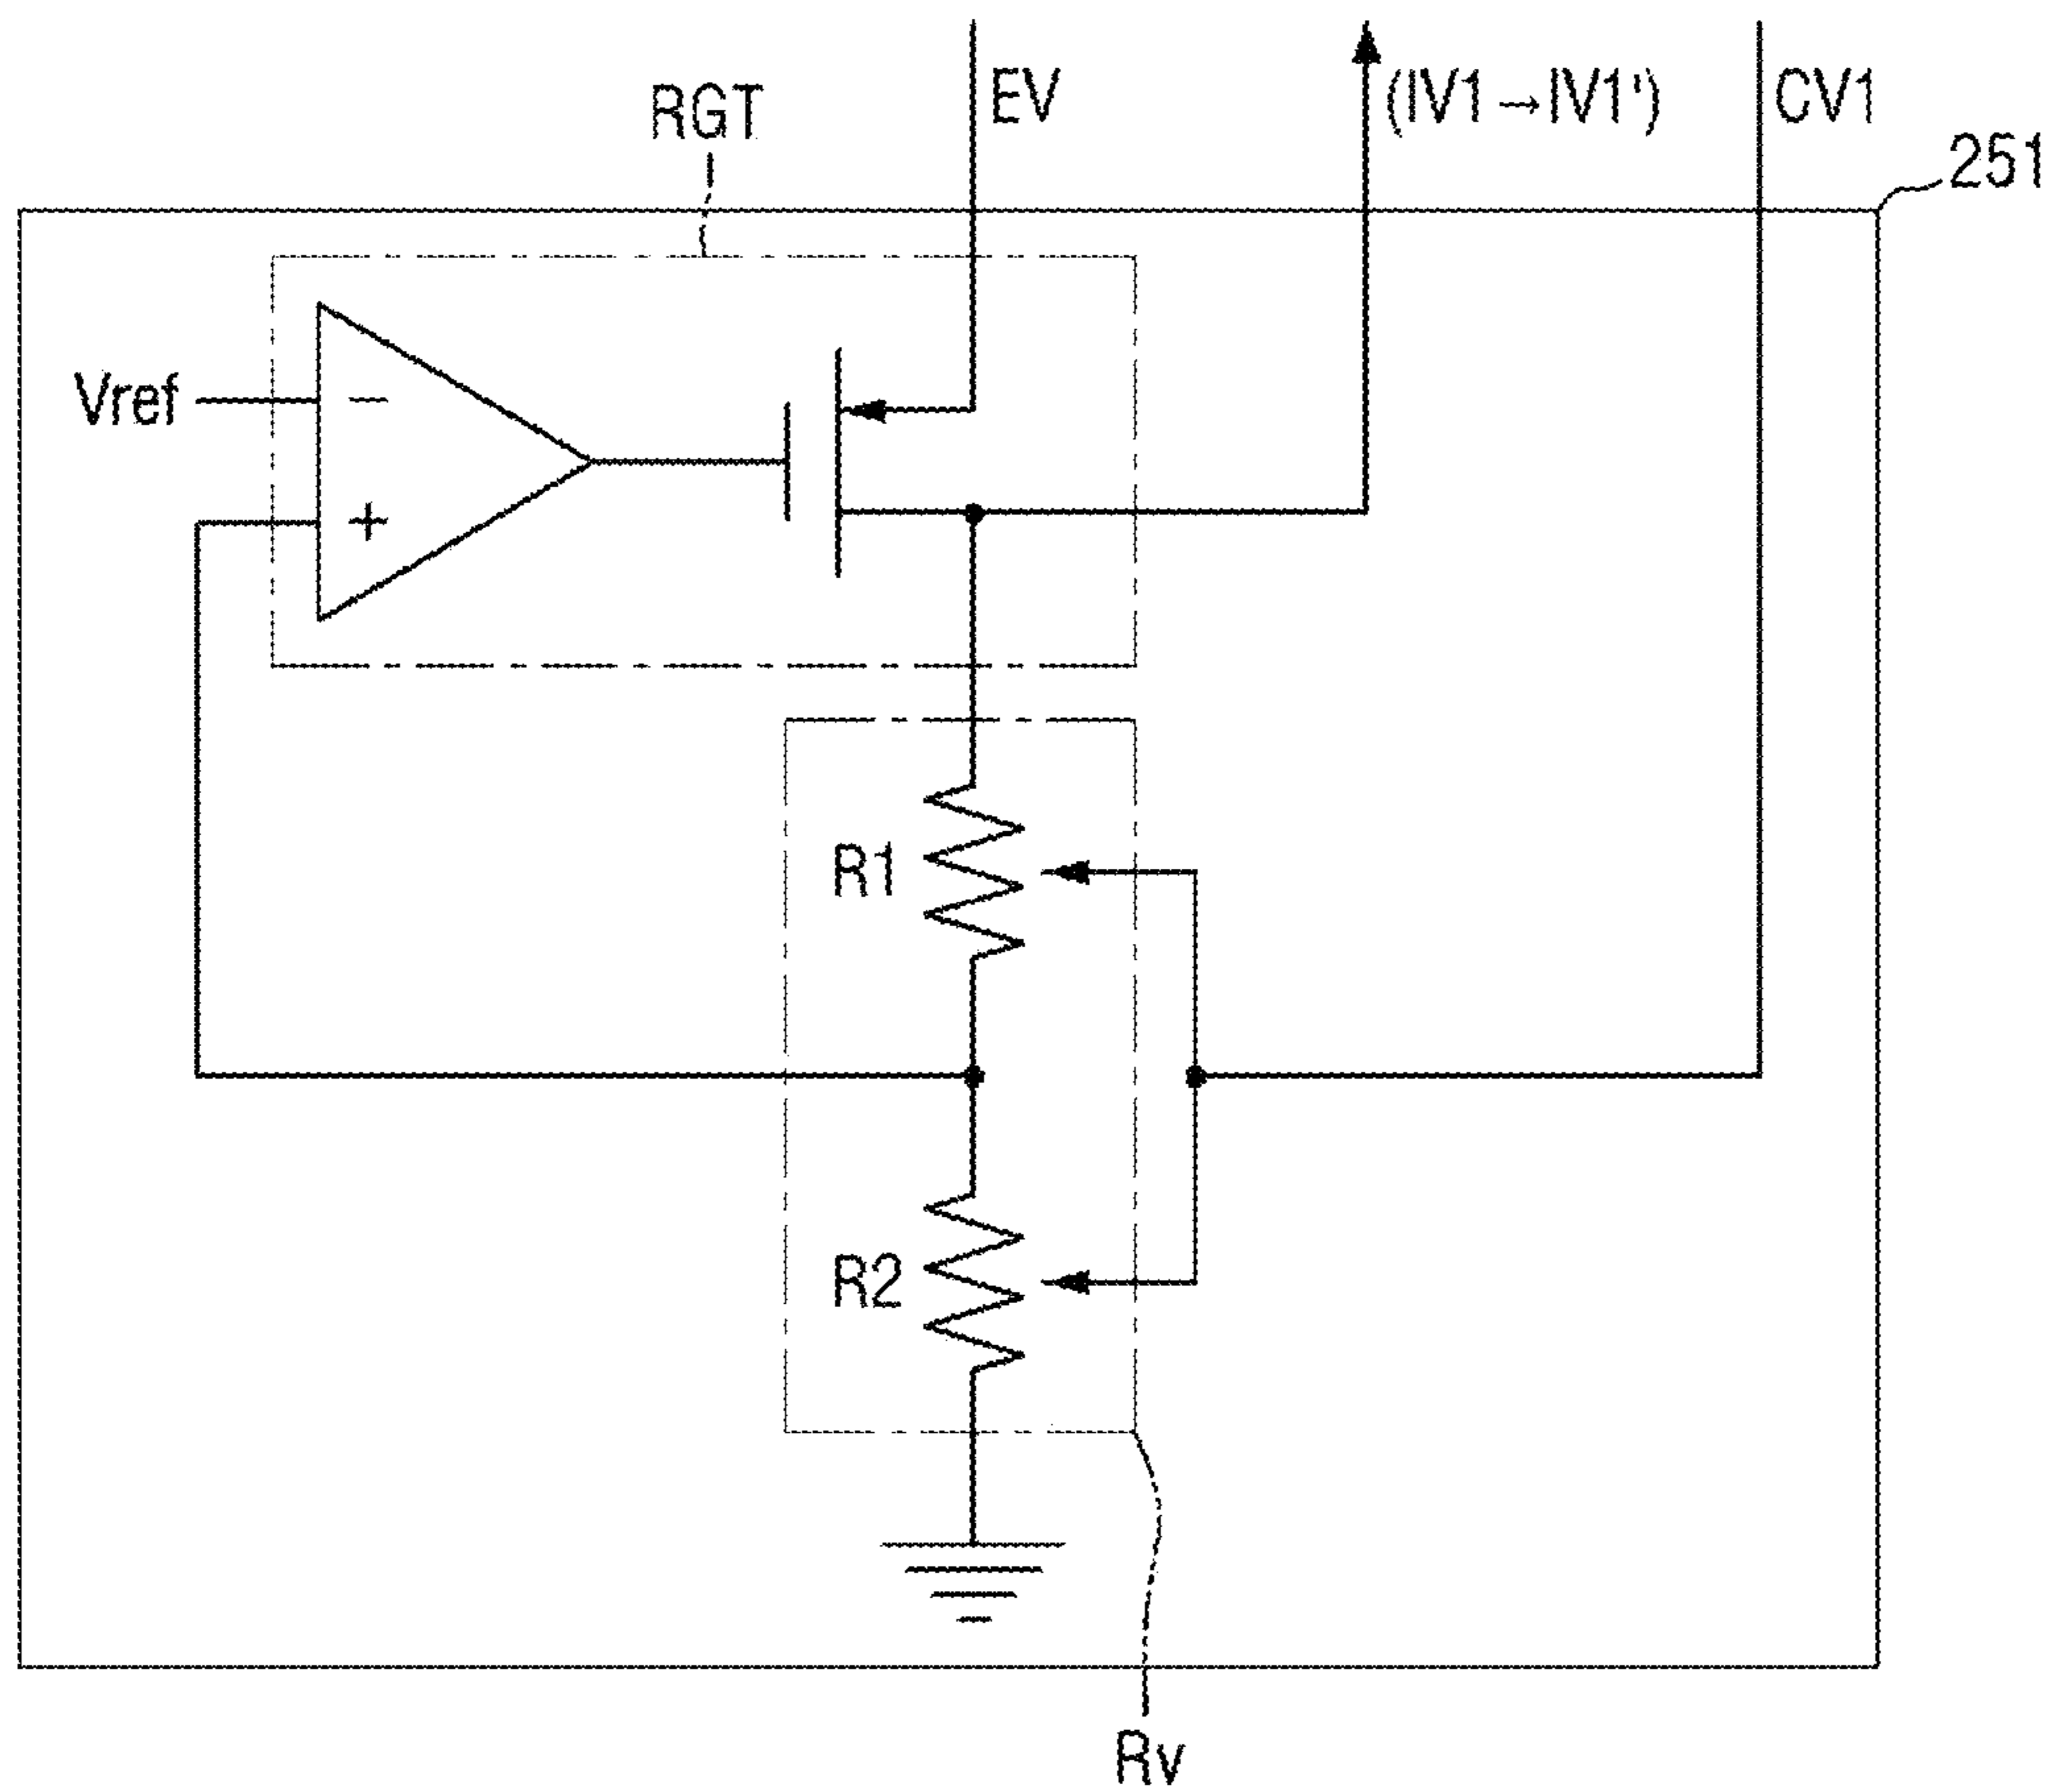 RGT
EV
(IV1→IV1')
CV1
251
Vref
−
+
R1
R2
Rv